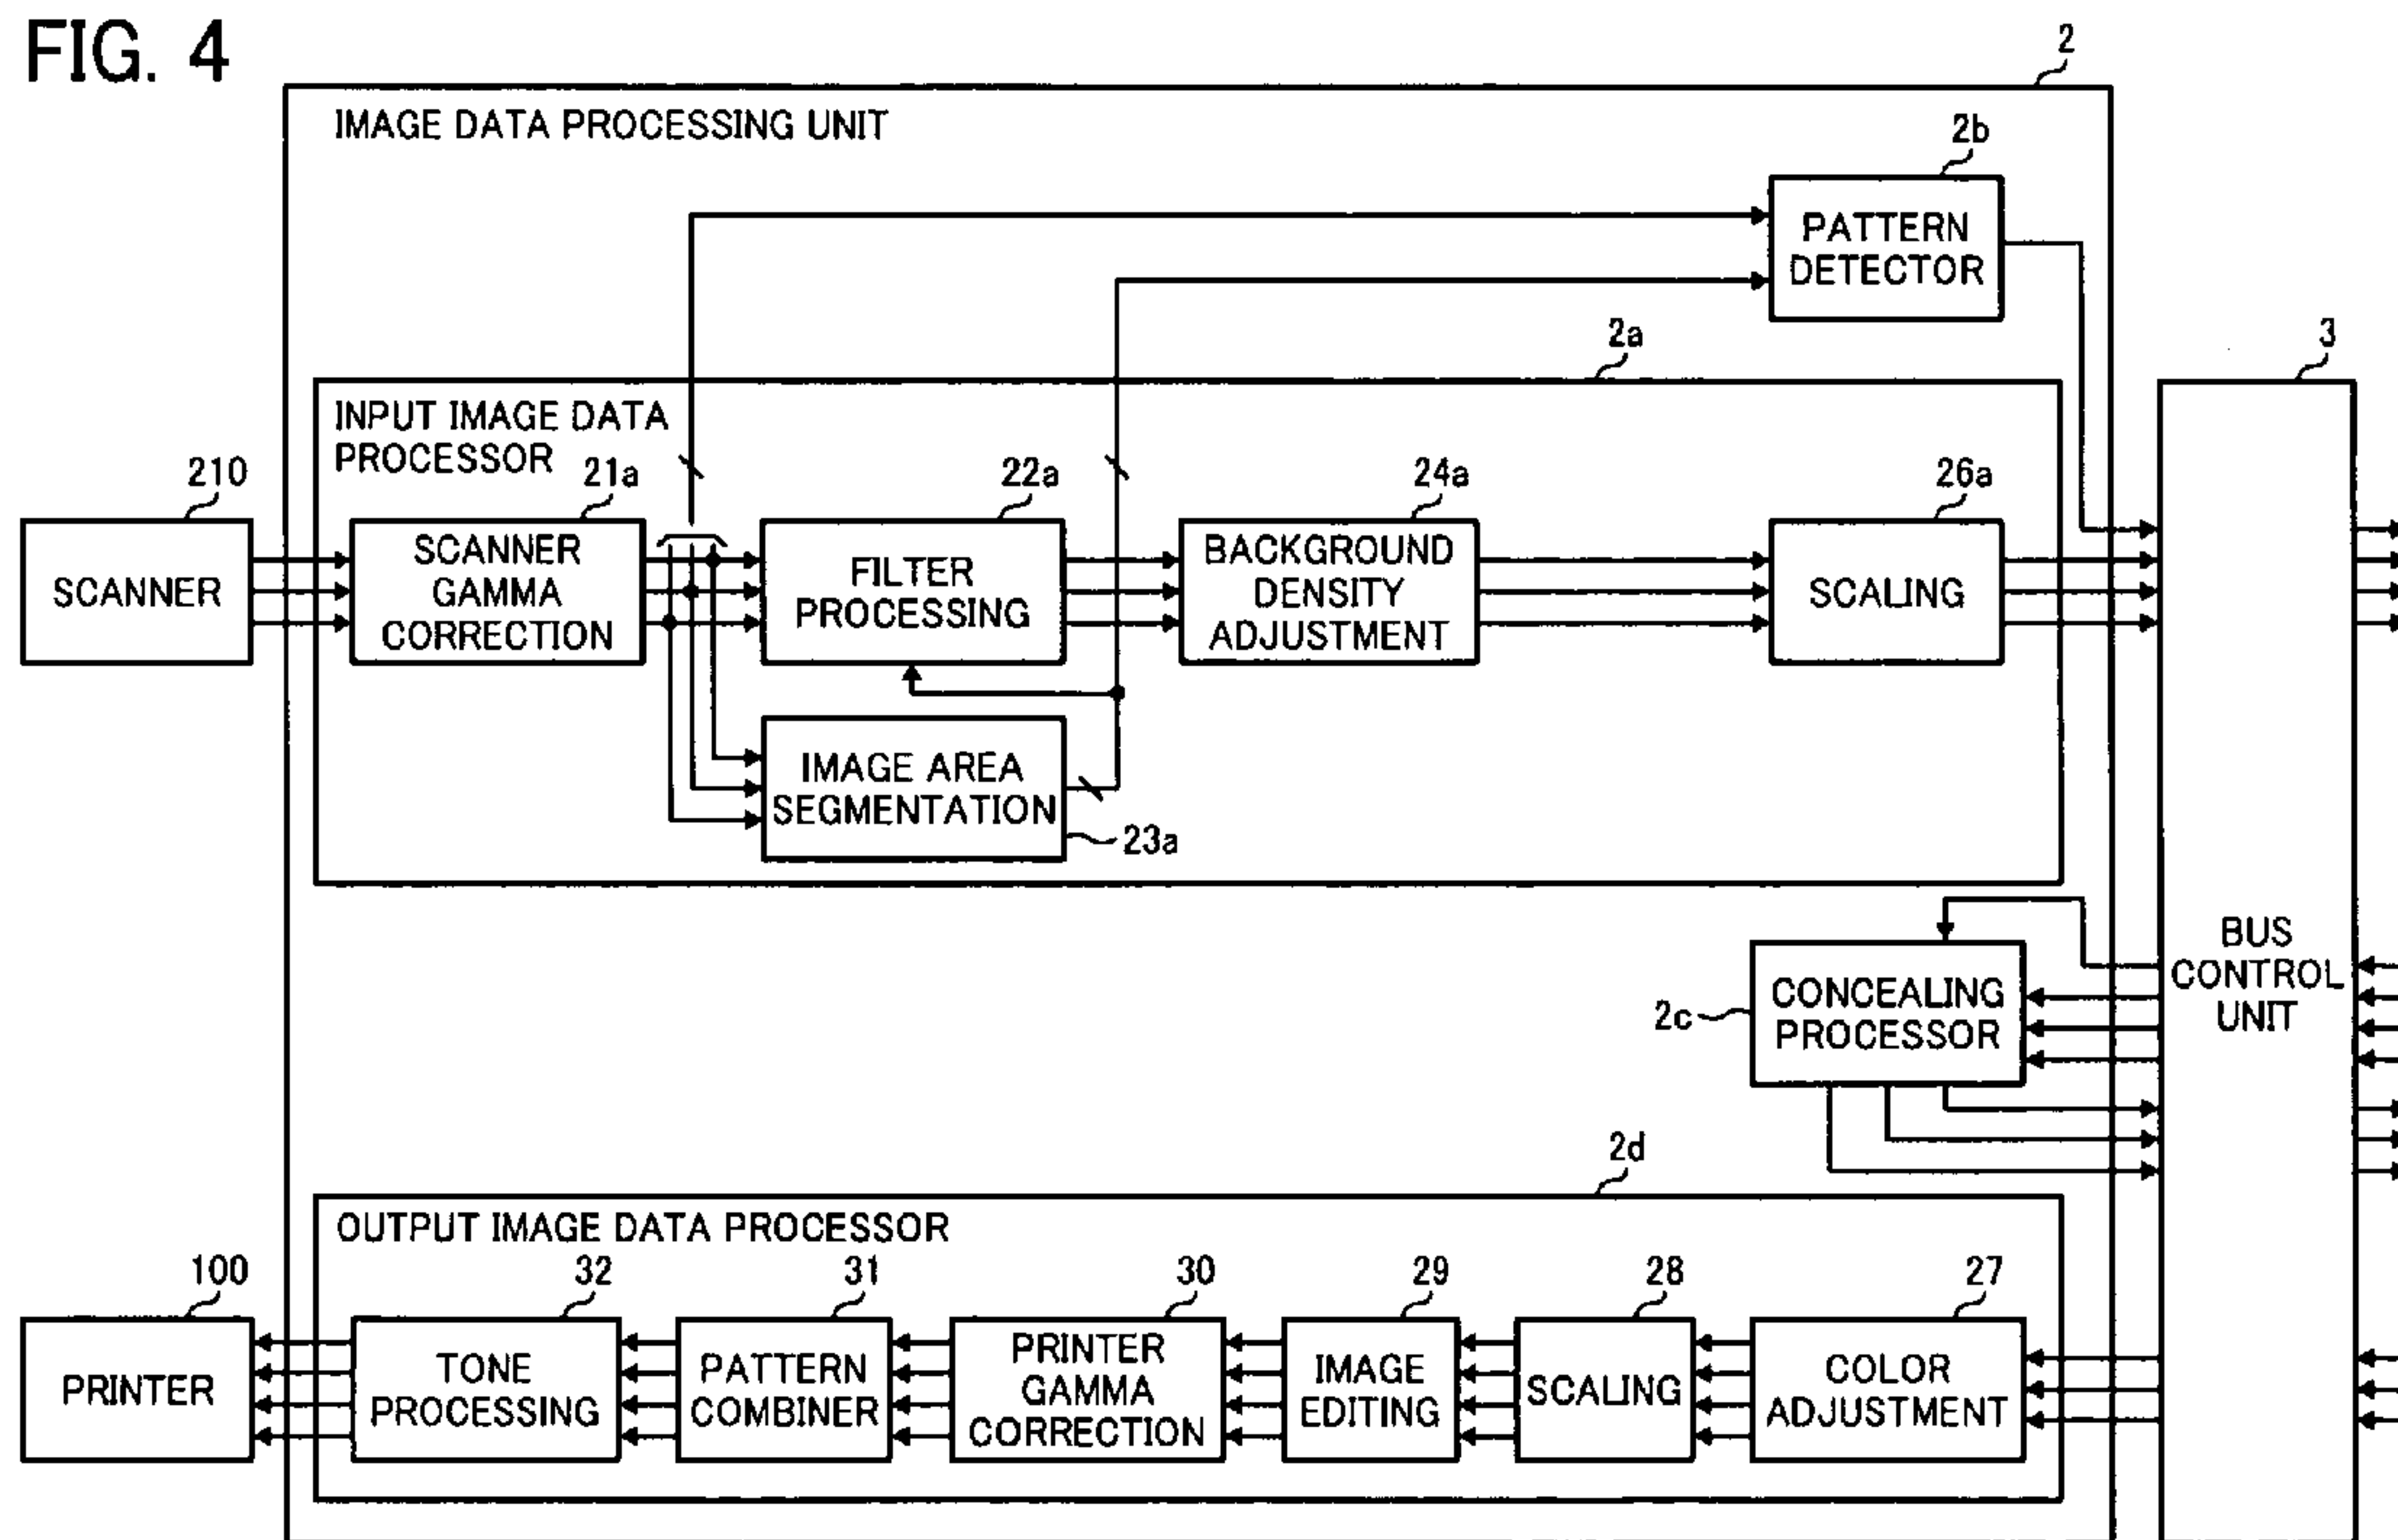 FIG. 4
2
IMAGE DATA PROCESSING UNIT
2b
PATTERN
DETECTOR
2a
3
INPUT IMAGE DATA
PROCESSOR
210
21a
22a
24a
26a
SCANNER
SCANNER
GAMMA
CORRECTION
FILTER
PROCESSING
BACKGROUND
DENSITY
ADJUSTMENT
SCALING
IMAGE AREA
SEGMENTATION
23a
BUS
CONTROL
UNIT
2c
CONCEALING
PROCESSOR
2d
OUTPUT IMAGE DATA PROCESSOR
100
32
31
30
29
28
27
PRINTER
TONE
PROCESSING
PATTERN
COMBINER
PRINTER
GAMMA
CORRECTION
IMAGE
EDITING
SCALING
COLOR
ADJUSTMENT